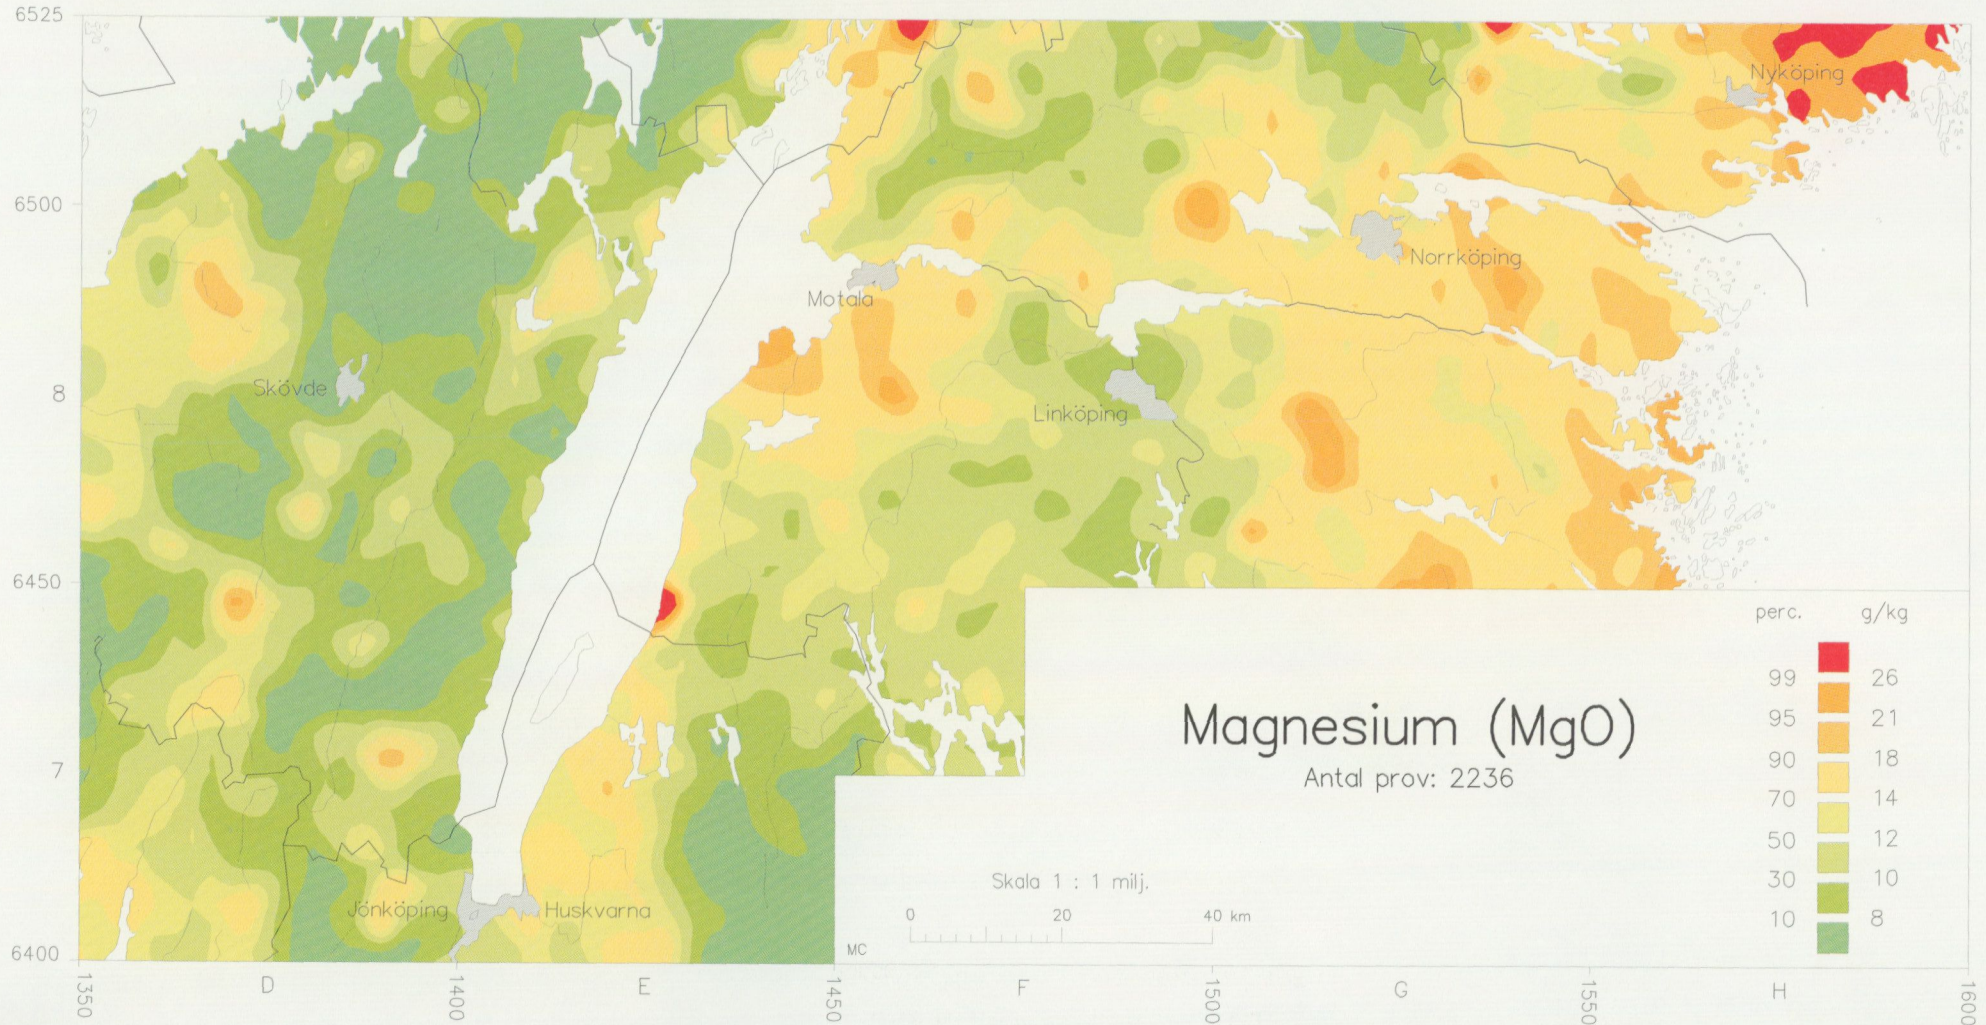 6525
Nyköping
6500
Norrköping
Motala
8
Skövde
Linköping
6450
perc. g/kg
99 26
95 21
Magnesium (MgO)
90 18
7
Antal prov: 2236
70 14
50 12
30 10
Skala 1 : 1 milj.
Jönköping
Huskvarna
0 20 40 km
10 8
MC
6400
1350 D 1400 E 1450 F 1500 G 1550 H 1600